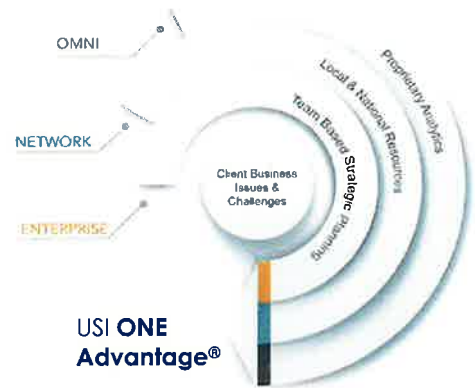 OMNI
NETWORK
ENTERPRISE
Proprietary Analytics
Local & National Resources
Team Based Strategic Planning
Client Business
Issues &
Challenges
USI ONE
Advantage®